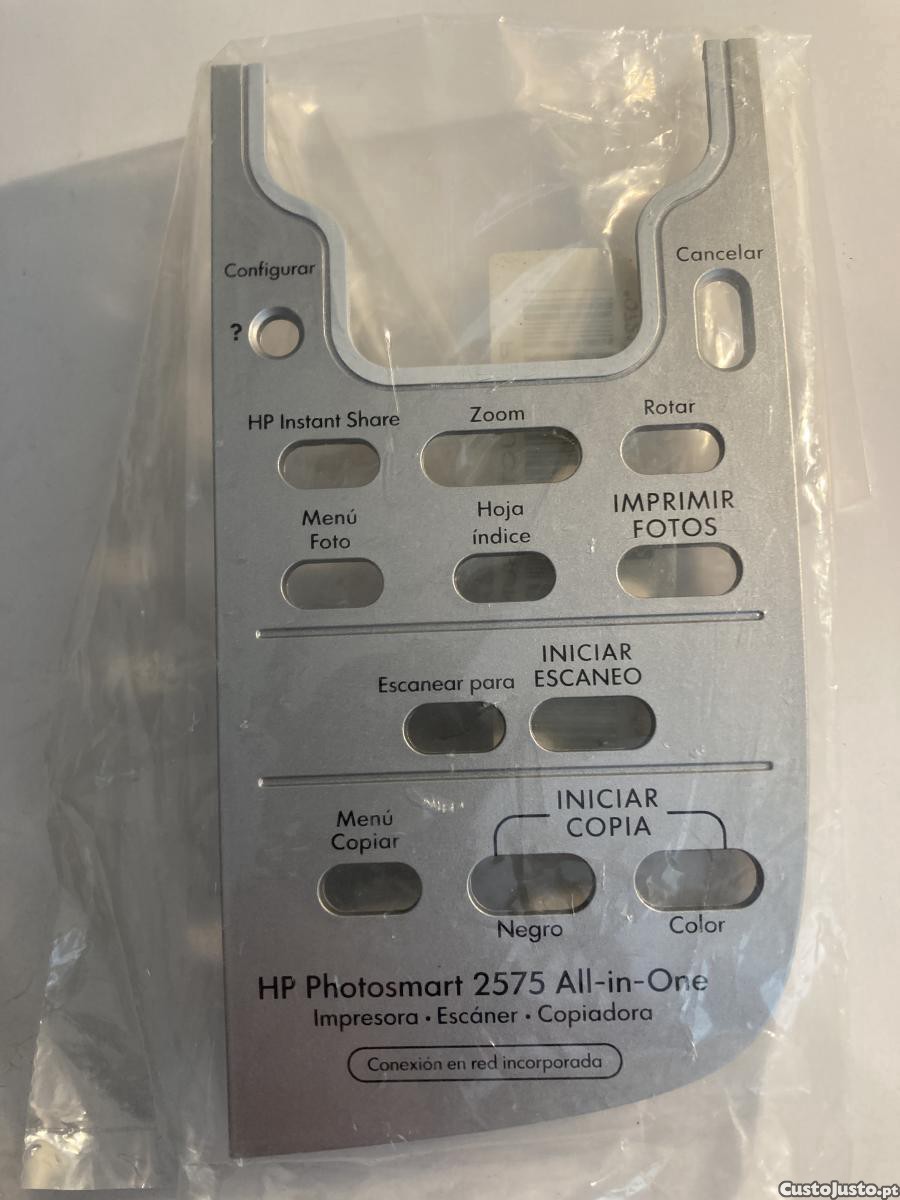 Configurar
Cancelar
?
HP Instant Share
Zoom
Rotar
Menú
Foto
Hoja
índice
IMPRIMIR
FOTOS
Escanear para
INICIAR
ESCANEO
Menú
Copiar
INICIAR
COPIA
Negro
Color
HP Photosmart 2575 All-in-One
Impresora • Escáner • Copiadora
Conexión en red incorporada
CustoJusto.pt